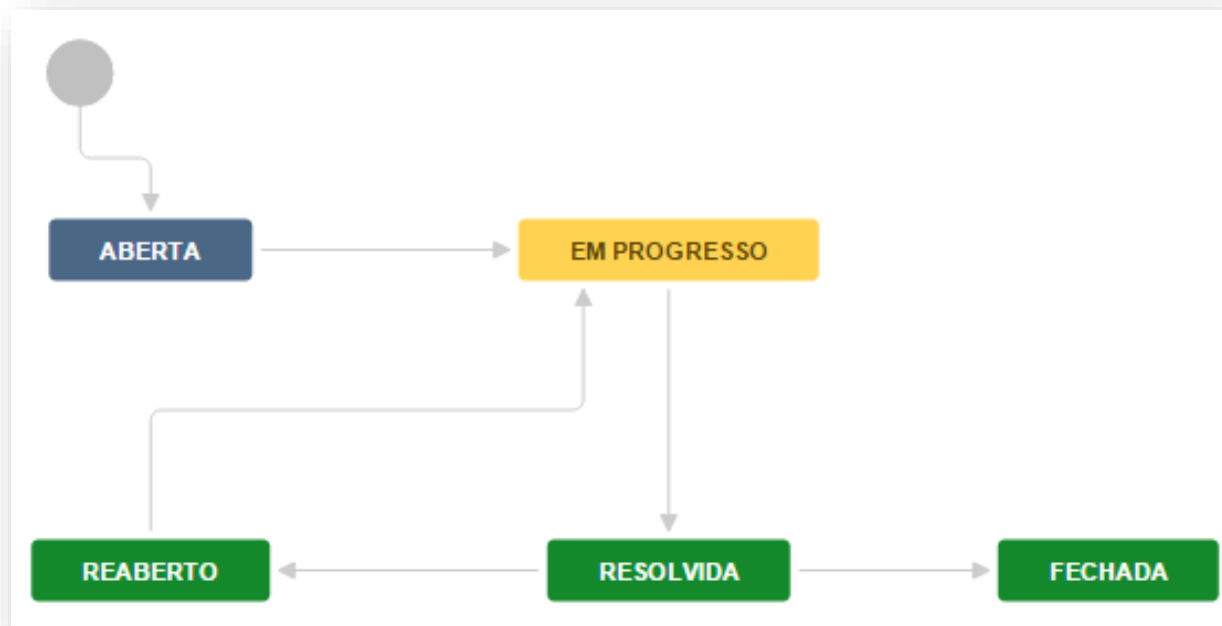 ABERTA
EM PROGRESSO
REABERTO
RESOLVIDA
FECHADA